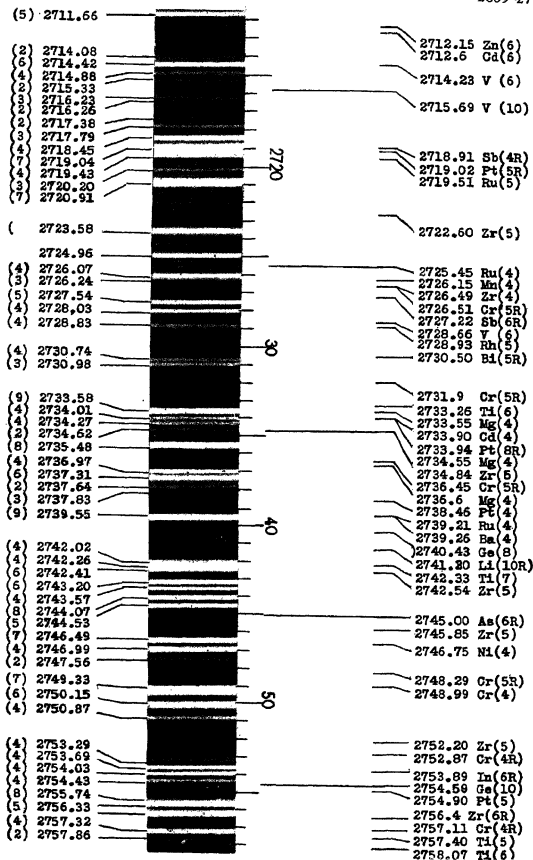 (5) 2711.66
(2) 2714.08
(6) 2714.42
(4) 2714.88
(2) 2715.33
(3) 2716.23
(2) 2716.26
(2) 2717.38
(3) 2717.79
(4) 2718.45
(7) 2719.04
(4) 2719.43
(3) 2720.20
(7) 2720.91
( 2723.58
2724.96
(4) 2726.07
(3) 2726.24
(5) 2727.54
(4) 2728.03
(4) 2728.83
(4) 2730.74
(3) 2730.98
(9) 2733.58
(4) 2734.01
(4) 2734.27
(2) 2734.62
(8) 2735.48
(4) 2736.97
(6) 2737.31
(2) 2737.64
(3) 2737.83
(9) 2739.55
(4) 2742.02
(4) 2742.26
(6) 2742.41
(6) 2743.20
(4) 2743.57
(8) 2744.07
(5 2744.53
(7) 2746.49
(4) 2746.99
(2) 2747.56
(7) 2749.33
(6) 2750.15
(4) 2750.87
(4) 2753.29
(4) 2753.69
(4) 2754.03
(4) 2754.43
(8) 2755.74
(5) 2756.33
(4) 2757.32
(2) 2757.86
2720
30
40
50
2712.15 Zn(6)
2712.6 Cd(6)
2714.23 V (6)
2715.69 V (10)
2718.91 Sb(4R)
2719.02 Pt(5R)
2719.51 Ru(5)
2722.60 Zr(5)
2725.45 Ru(4)
2726.15 Mn(4)
2726.49 Zr(4)
2726.51 Cr(5R)
2727.22 Sb(6R)
2728.66 V (6)
2728.93 Rh(5)
2730.50 Bi(5R)
2731.9 Cr(5R)
2733.26 Ti(6)
2733.55 Mg(4)
2733.90 Cd(4)
2733.94 Pt(8R)
2734.55 Mg(4)
2734.84 Zr(5)
2736.45 Cr(5R)
2736.6 Mg(4)
2738.46 Pt(4)
2739.21 Ru(4)
2739.26 Ba(4)
2740.43 Ge(8)
2741.20 Li(10R)
2742.33 Ti(7)
2742.54 Zr(5)
2745.00 As(6R)
2745.85 Zr(5)
2746.75 Ni(4)
2748.29 Cr(5R)
2748.99 Cr(4)
2752.20 Zr(5)
2752.87 Cr(4R)
2753.89 In(6R)
2754.59 Ge(10)
2754.90 Pt(5)
2756.4 Zr(6R)
2757.11 Cr(4R)
2757.40 Ti(5)
2758.07 Ti(6)